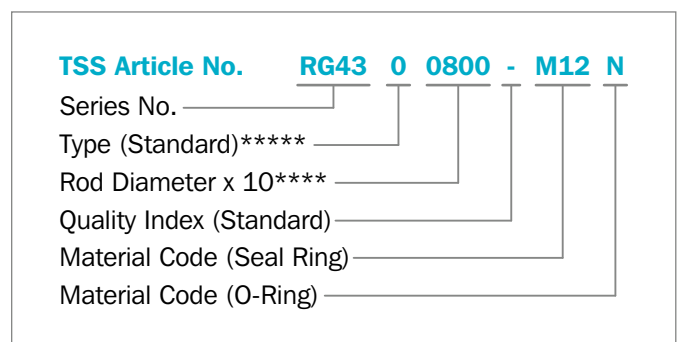 TSS Article No. RG43 0 0800 - M12 N
Series No.
Type (Standard)*****
Rod Diameter x 10****
Quality Index (Standard)
Material Code (Seal Ring)
Material Code (O-Ring)